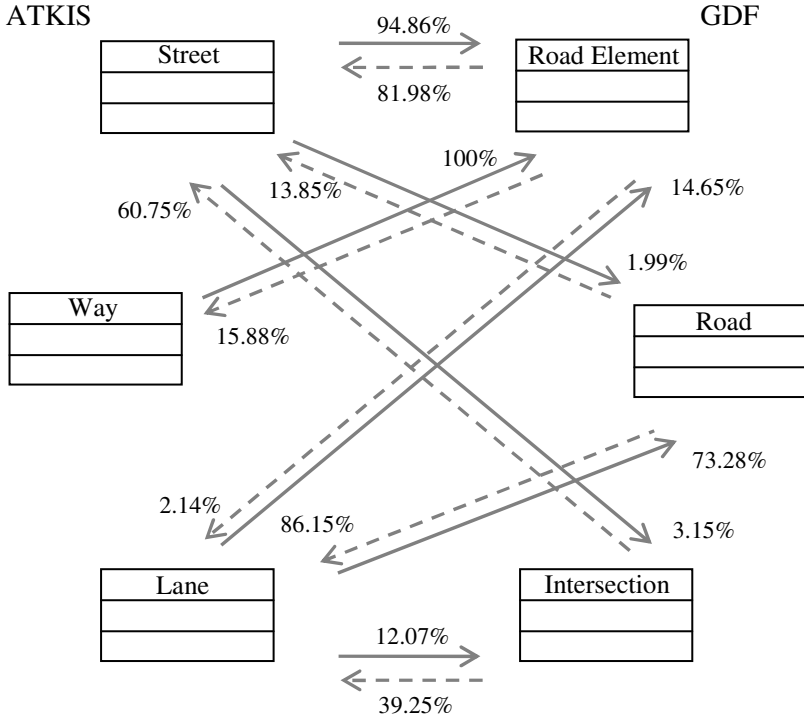 ATKIS
94.86%
GDF
Street
Road Element
81.98%
100%
13.85%
14.65%
60.75%
1.99%
Way
Road
15.88%
73.28%
2.14%
86.15%
3.15%
Lane
Intersection
12.07%
39.25%